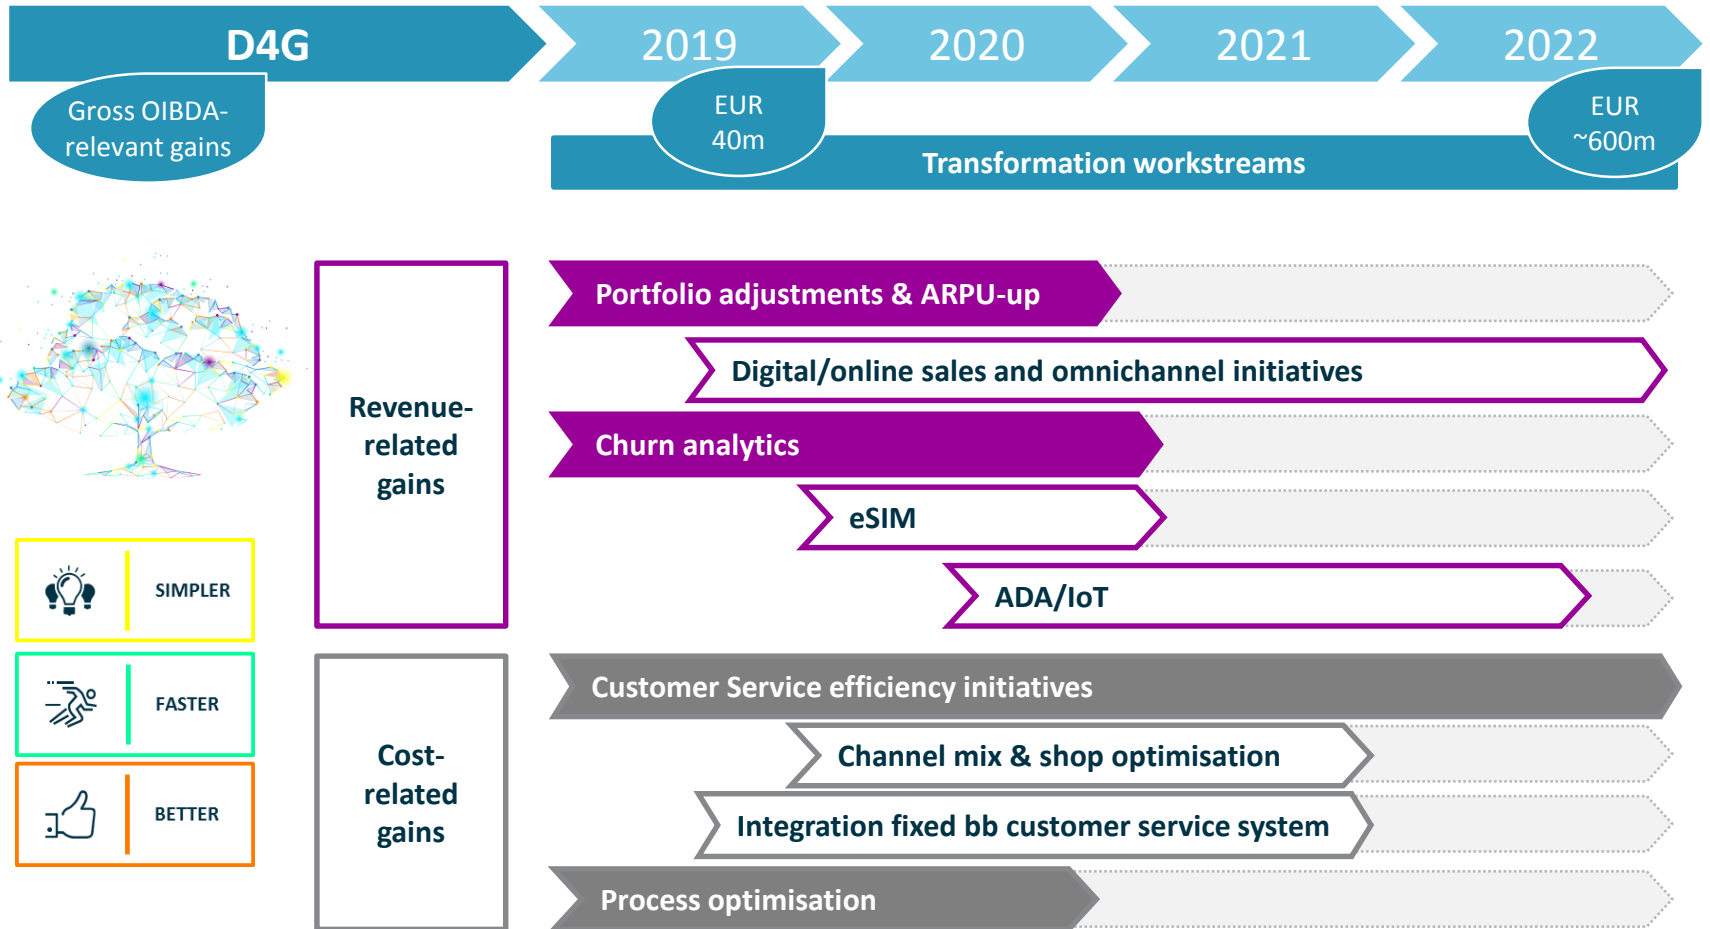 D4G
2019
2020
2021
2022
Gross OIBDA-
relevant gains
EUR
40m
EUR
~600m
Transformation workstreams
Revenue-
related
gains
Portfolio adjustments & ARPU-up
Digital/online sales and omnichannel initiatives
Churn analytics
eSIM
ADA/IoT
SIMPLER
FASTER
BETTER
Cost-
related
gains
Customer Service efficiency initiatives
Channel mix & shop optimisation
Integration fixed bb customer service system
Process optimisation